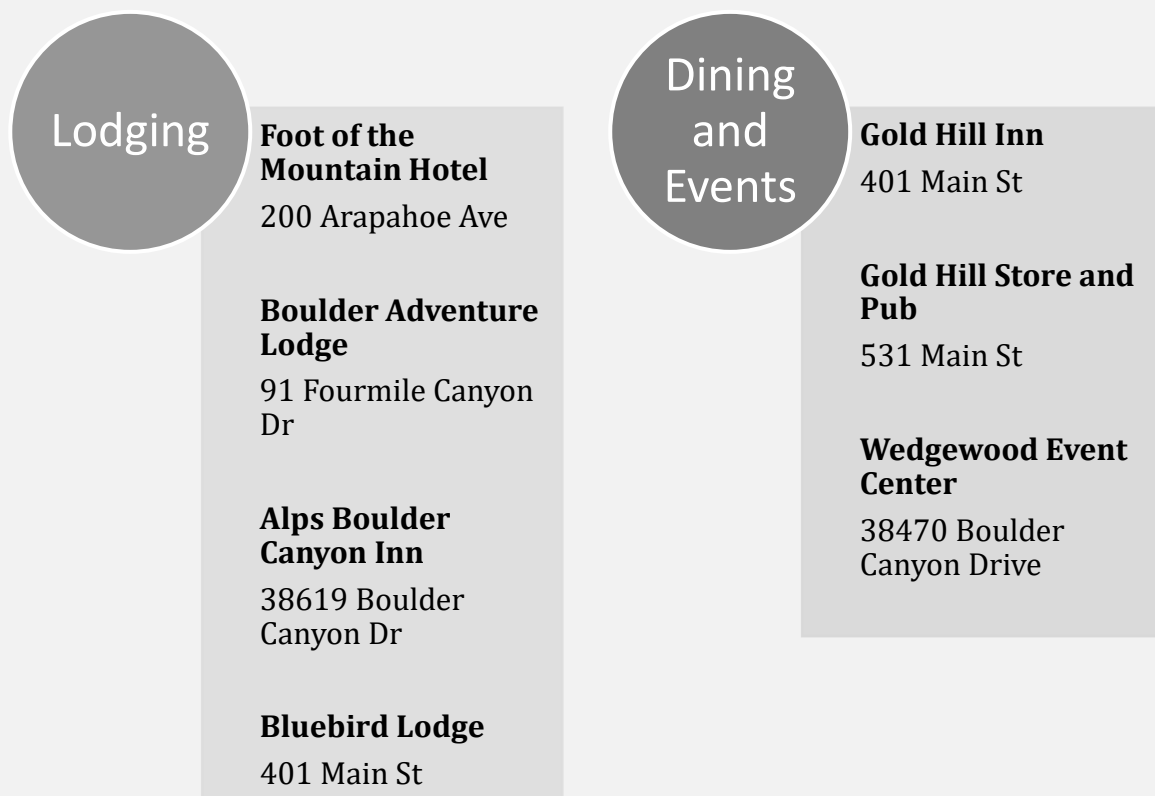 Lodging
Foot of the
Mountain Hotel
200 Arapahoe Ave
Boulder Adventure
Lodge
91 Fourmile Canyon
Dr
Alps Boulder
Canyon Inn
38619 Boulder
Canyon Dr
Bluebird Lodge
401 Main St
Dining
and
Events
Gold Hill Inn
401 Main St
Gold Hill Store and
Pub
531 Main St
Wedgewood Event
Center
38470 Boulder
Canyon Drive